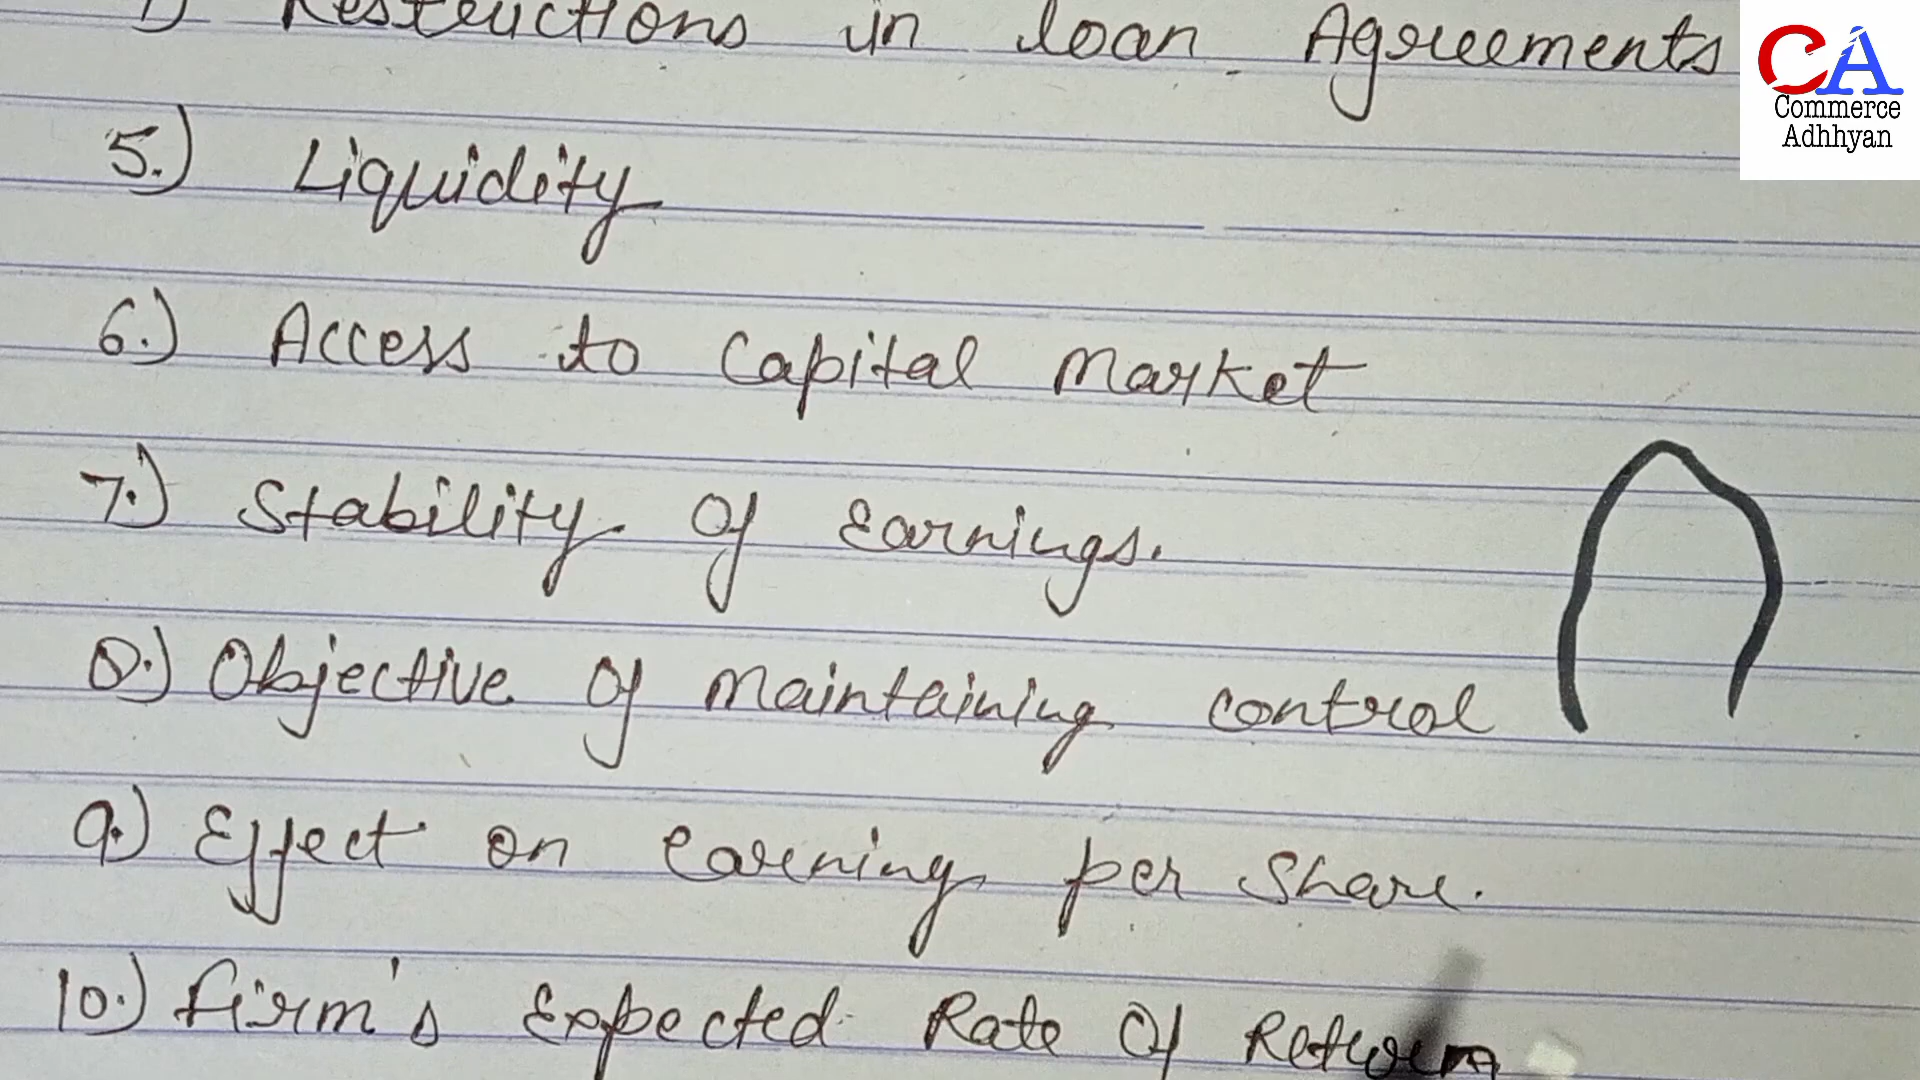 Restructions in loan Agreements
5.) Liquidity
6.) Access to Capital Market
7.) Stability Of Earnings.
8.) Objective Of Maintaining control
9.) Effect on earning per Share.
10.) Firm's Expected Rate Of Return
CA
Commerce
Adhhyan